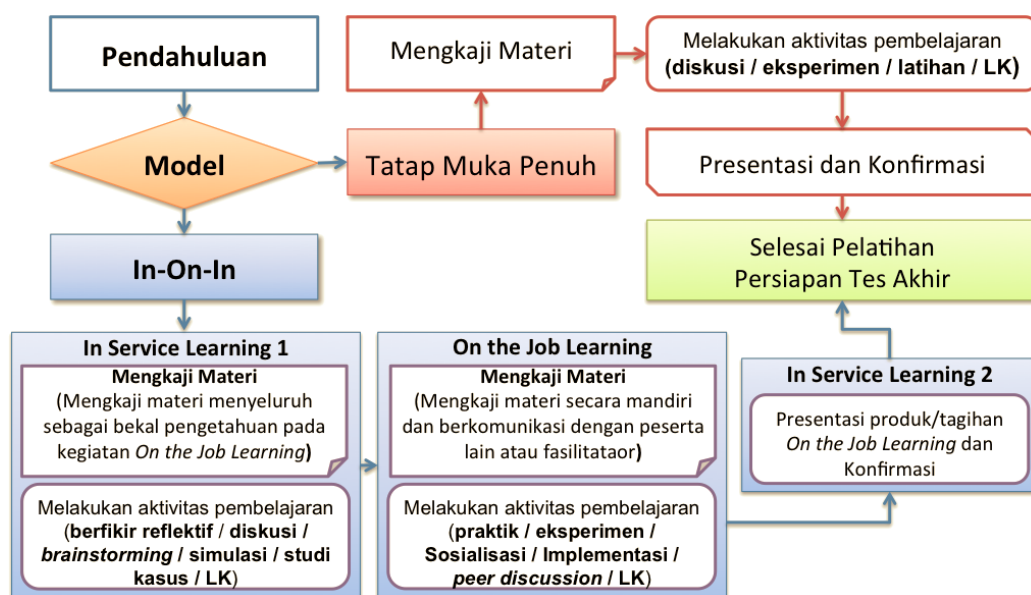 Pendahuluan
Model
Tatap Muka Penuh
Mengkaji Materi
Melakukan aktivitas pembelajaran
(diskusi / eksperimen / latihan / LK)
Presentasi dan Konfirmasi
Selesai Pelatihan
Persiapan Tes Akhir
In-On-In
In Service Learning 1
Mengkaji Materi
(Mengkaji materi menyeluruh
sebagai bekal pengetahuan pada
kegiatan On the Job Learning)
Melakukan aktivitas pembelajaran
(berfikir reflektif / diskusi /
brainstorming / simulasi / studi
kasus / LK)
On the Job Learning
Mengkaji Materi
(Mengkaji materi secara mandiri
dan berkomunikasi dengan peserta
lain atau fasilitataor)
Melakukan aktivitas pembelajaran
(praktik / eksperimen /
Sosialisasi / Implementasi /
peer discussion / LK)
In Service Learning 2
Presentasi produk/tagihan
On the Job Learning dan
Konfirmasi